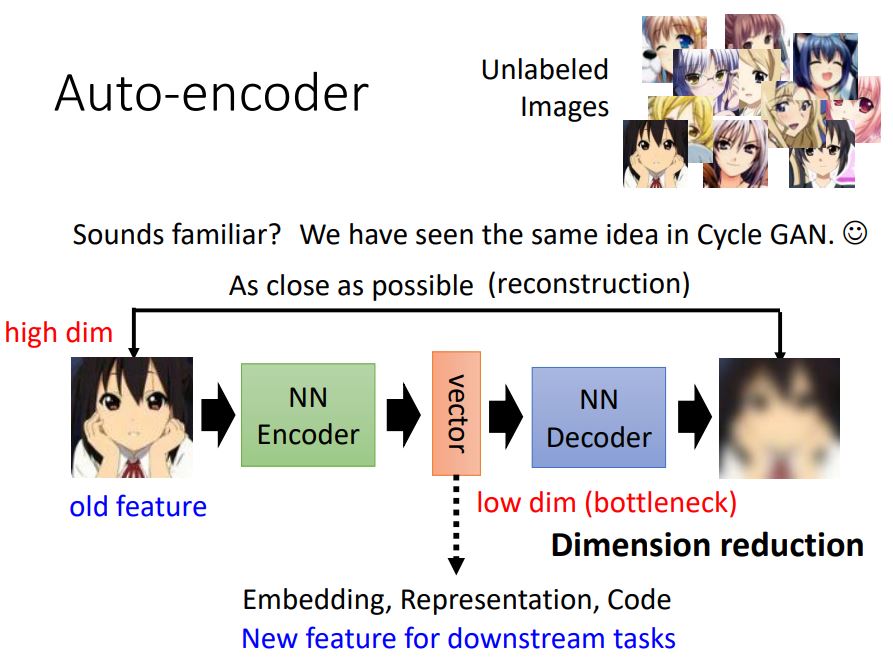 Auto-encoder
Unlabeled
Images
Sounds familiar? We have seen the same idea in Cycle GAN. ☺
As close as possible (reconstruction)
high dim
NN
Encoder
vector
NN
Decoder
old feature
low dim (bottleneck)
Dimension reduction
Embedding, Representation, Code
New feature for downstream tasks